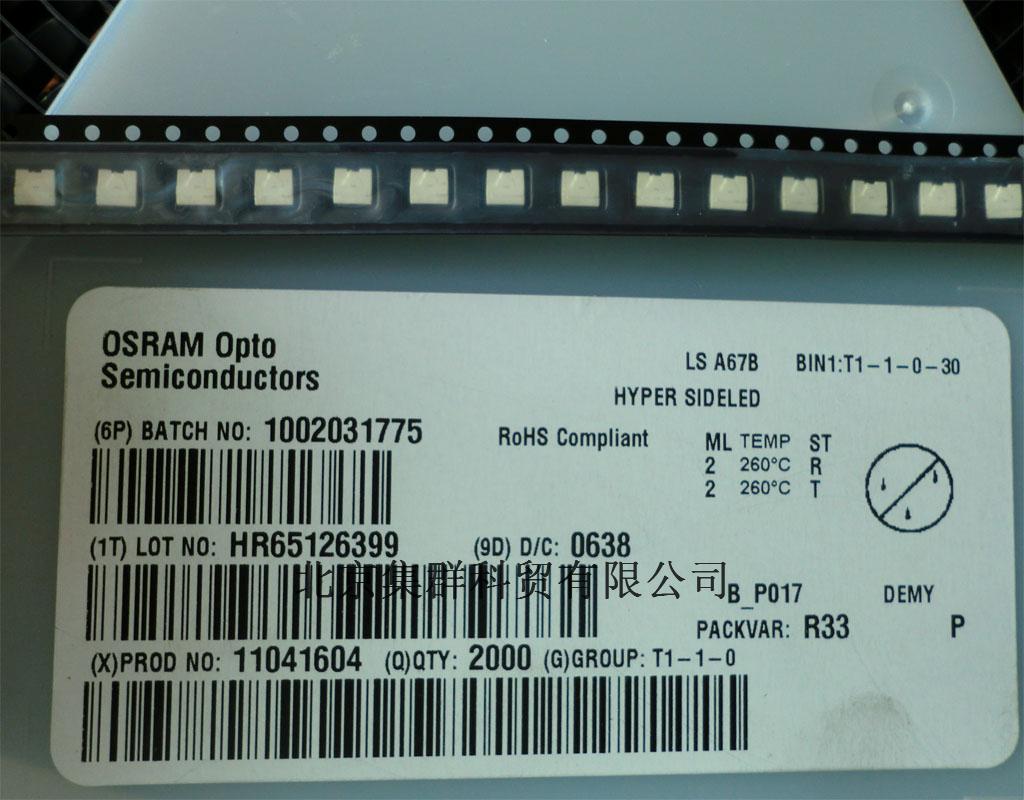 OSRAM Opto
Semiconductors
LS A67B BIN1:T1-1-0-30
HYPER SIDELED
(6P) BATCH NO: 1002031775
RoHS Compliant
ML TEMP ST
2 260°C R
2 260°C T
(1T) LOT NO: HR65126399 (9D) D/C: 0638
北京集群科贸有限公司
B_P017 DEMY
PACKVAR: R33 P
(X)PROD NO: 11041604 (Q)QTY: 2000 (G)GROUP: T1-1-0